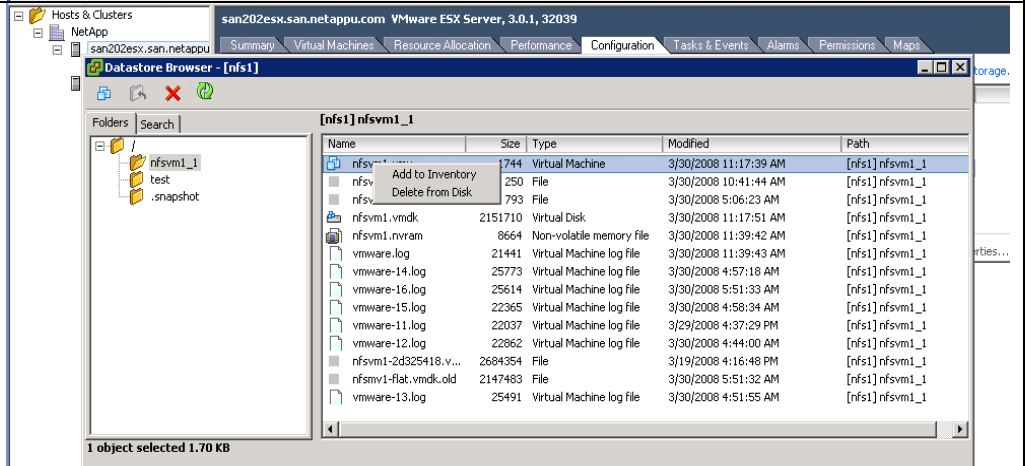 Hosts & Clusters
NetApp
san202esx.san.netappu
san202esx.san.netappu.com VMware ESX Server, 3.0.1, 32039
Summary Virtual Machines Resource Allocation Performance Configuration Tasks & Events Alarms Permissions Maps
torage.
Datastore Browser - [nfs1]
Folders Search
[nfs1] nfsvm1_1
/
nfsvm1_1
test
.snapshot
Name Size Type Modified Path
1744 Virtual Machine 3/30/2008 11:17:39 AM [nfs1] nfsvm1_1
Add to Inventory
Delete from Disk
nfsv 250 File 3/30/2008 10:41:44 AM [nfs1] nfsvm1_1
nfsv 793 File 3/30/2008 5:06:23 AM [nfs1] nfsvm1_1
nfsvm1.vmdk 2151710 Virtual Disk 3/30/2008 11:17:51 AM [nfs1] nfsvm1_1
nfsvm1.nvram 8664 Non-volatile memory file 3/30/2008 11:39:42 AM [nfs1] nfsvm1_1
vmware.log 21441 Virtual Machine log file 3/30/2008 11:39:43 AM [nfs1] nfsvm1_1
vmware-14.log 25773 Virtual Machine log file 3/30/2008 4:57:18 AM [nfs1] nfsvm1_1
vmware-16.log 25614 Virtual Machine log file 3/30/2008 5:51:33 AM [nfs1] nfsvm1_1
vmware-15.log 22365 Virtual Machine log file 3/30/2008 4:58:34 AM [nfs1] nfsvm1_1
vmware-11.log 22037 Virtual Machine log file 3/29/2008 4:37:29 PM [nfs1] nfsvm1_1
vmware-12.log 22862 Virtual Machine log file 3/30/2008 4:44:00 AM [nfs1] nfsvm1_1
nfsvm1-2d325418.v... 2684354 File 3/19/2008 4:16:48 PM [nfs1] nfsvm1_1
nfsmv1-flat.vmdk.old 2147483 File 3/30/2008 5:51:32 AM [nfs1] nfsvm1_1
vmware-13.log 25491 Virtual Machine log file 3/30/2008 4:51:55 AM [nfs1] nfsvm1_1
rties...
1 object selected 1.70 KB